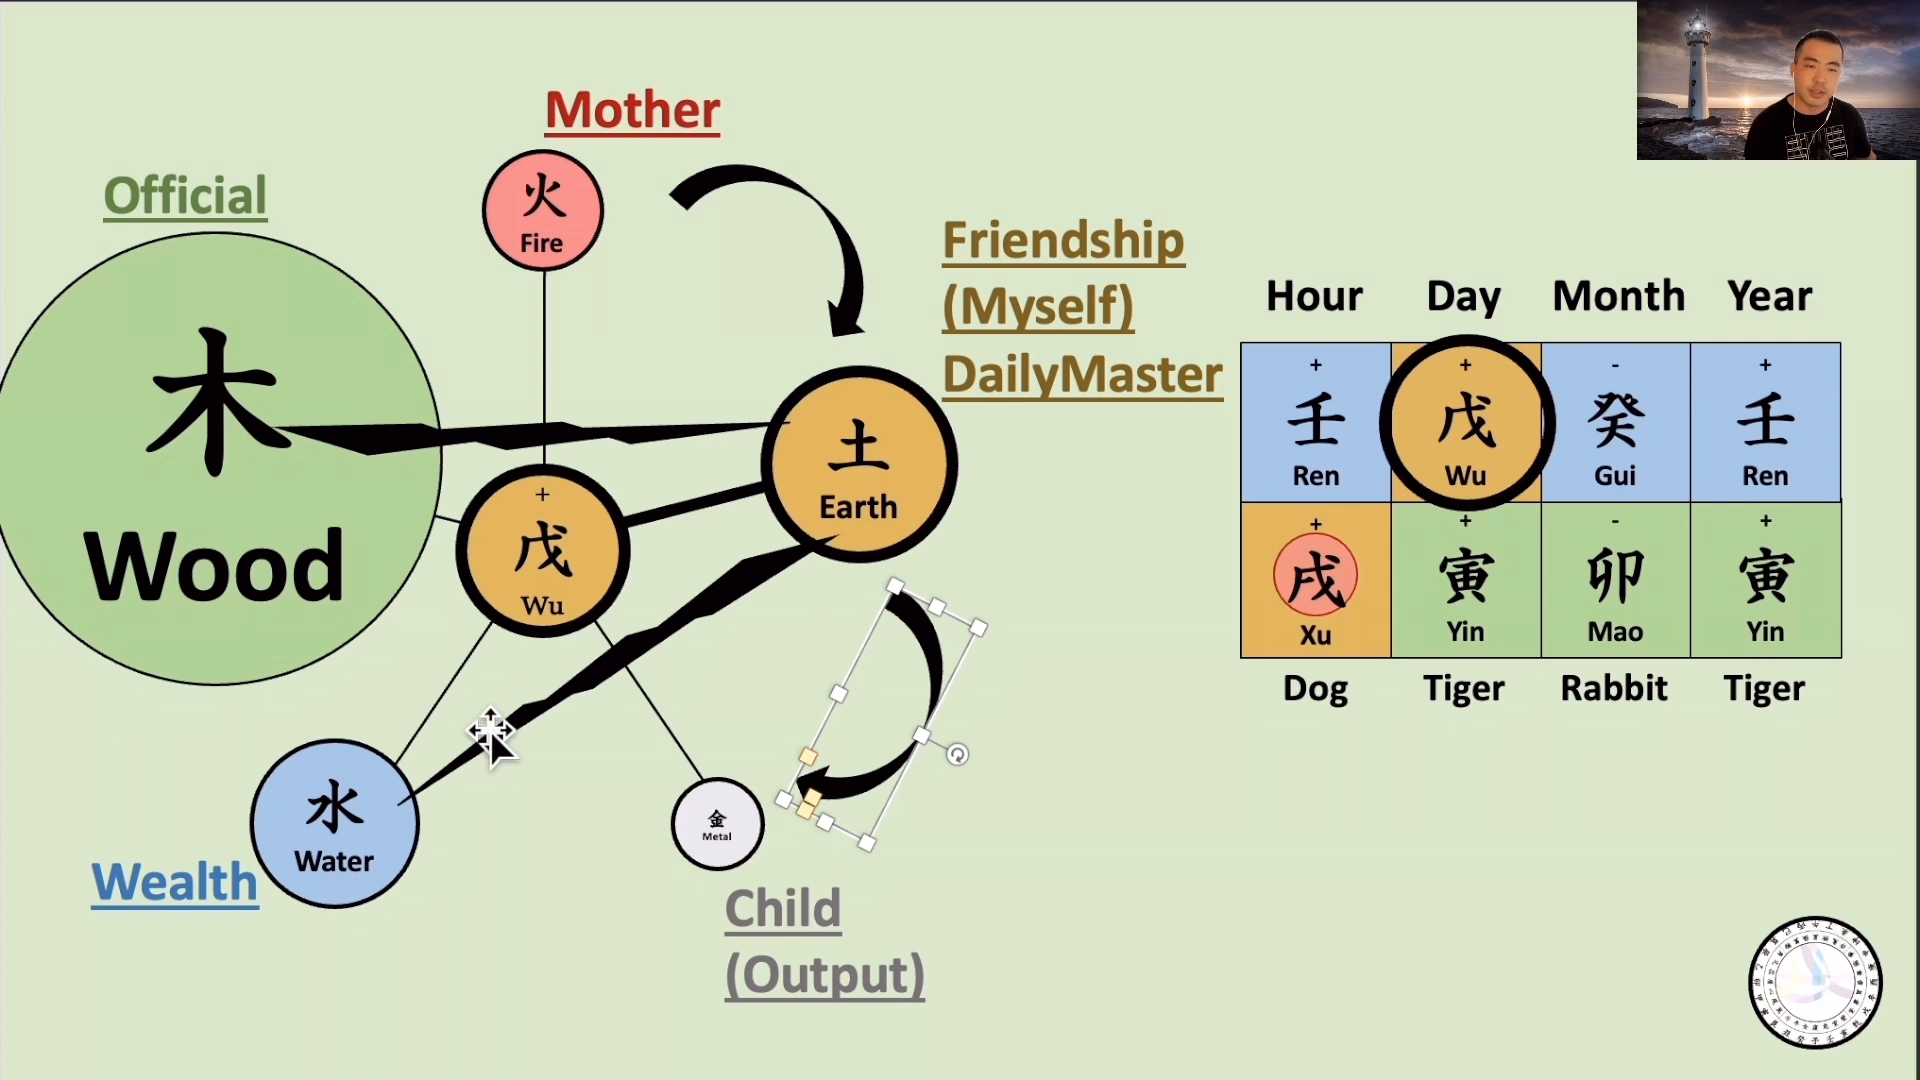 Mother
火
Fire
Official
木
Wood
Friendship
(Myself)
DailyMaster
土
Earth
+
戊
Wu
水
Water
Wealth
金
Metal
Child
(Output)
Hour Day Month Year
+ + - +
壬 戊 癸 壬
Ren Wu Gui Ren
+ + - +
戌 寅 卯 寅
Xu Yin Mao Yin
Dog Tiger Rabbit Tiger